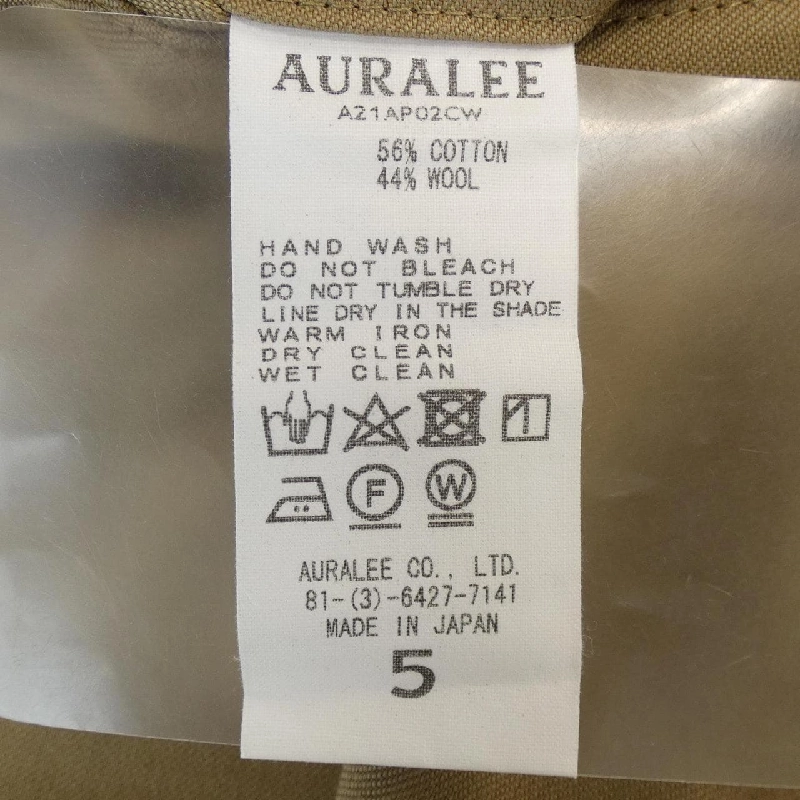 AURALEE
A21AP02CW
56% COTTON
44% WOOL
HAND WASH
DO NOT BLEACH
DO NOT TUMBLE DRY
LINE DRY IN THE SHADE
WARM IRON
DRY CLEAN
WET CLEAN
F W
AURALEE CO., LTD.
81-(3)-6427-7141
MADE IN JAPAN
5